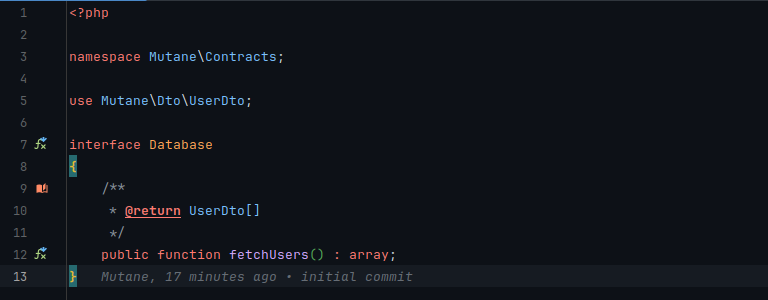 1 <?php
2
3 namespace Mutane\Contracts;
4
5 use Mutane\Dto\UserDto;
6
7 interface Database
8 {
9 /**
10 * @return UserDto[]
11 */
12 public function fetchUsers() : array;
13 } Mutane, 17 minutes ago • initial commit